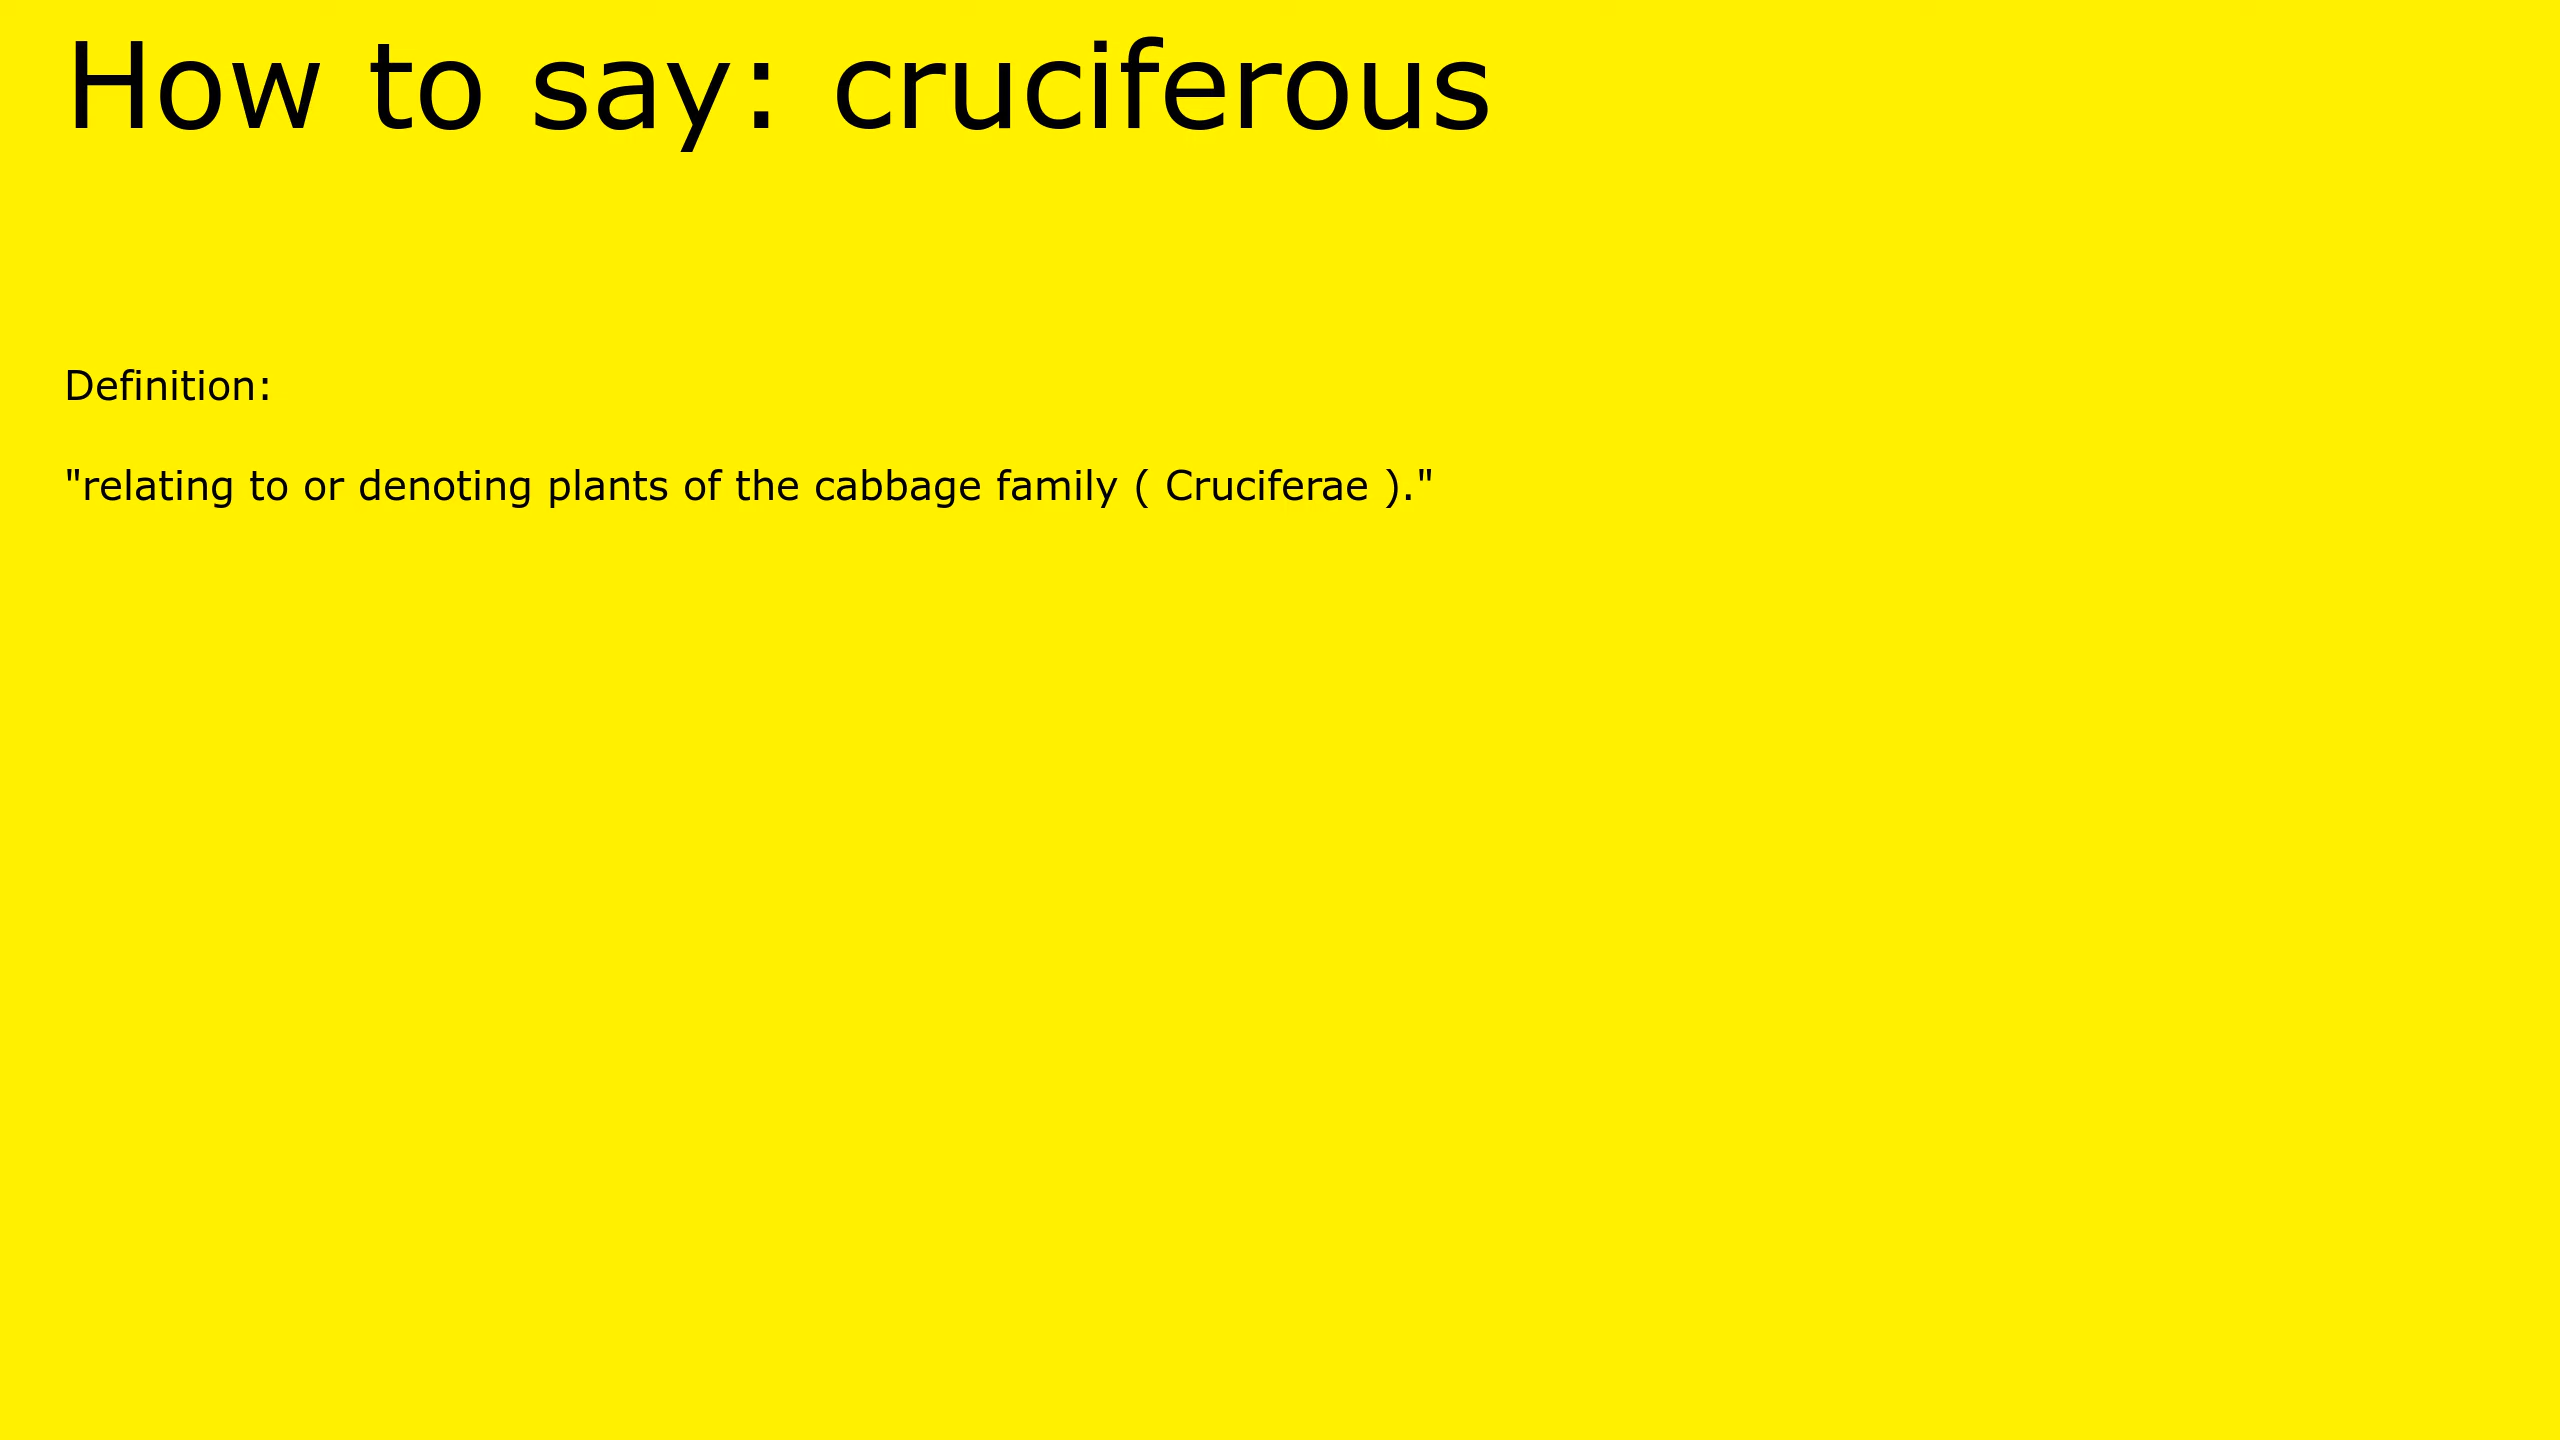 How to say: cruciferous
Definition:
"relating to or denoting plants of the cabbage family ( Cruciferae )."